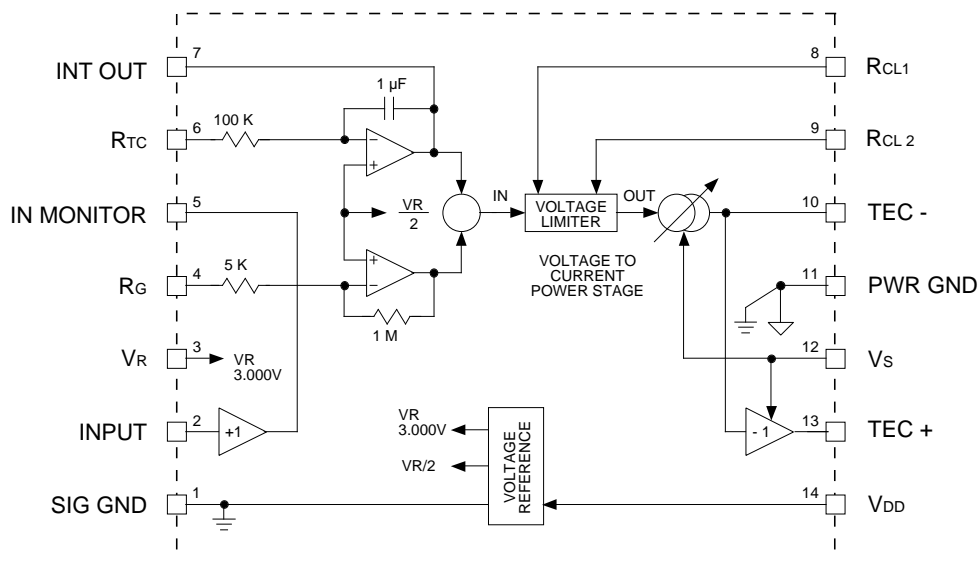 7
INT OUT
1 µF
8
RCL1
6
RTC
100 K
−
+
9
RCL 2
5
IN MONITOR
VR
2
IN
VOLTAGE
LIMITER
OUT
10
TEC -
4
RG
5 K
+
−
1 M
VOLTAGE TO
CURRENT
POWER STAGE
11
PWR GND
3
VR
VR
3.000V
12
VS
2
INPUT
+1
VR
3.000V
VR/2
VOLTAGE
REFERENCE
- 1
13
TEC +
1
SIG GND
14
VDD